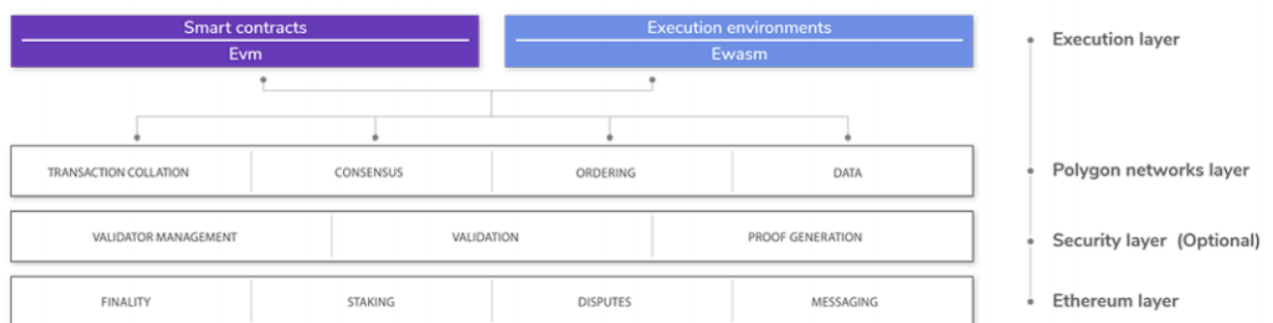 Smart contracts
Evm
Execution environments
Ewasm
Execution layer
TRANSACTION COLLATION
CONSENSUS
ORDERING
DATA
Polygon networks layer
VALIDATOR MANAGEMENT
VALIDATION
PROOF GENERATION
Security layer (Optional)
FINALITY
STAKING
DISPUTES
MESSAGING
Ethereum layer